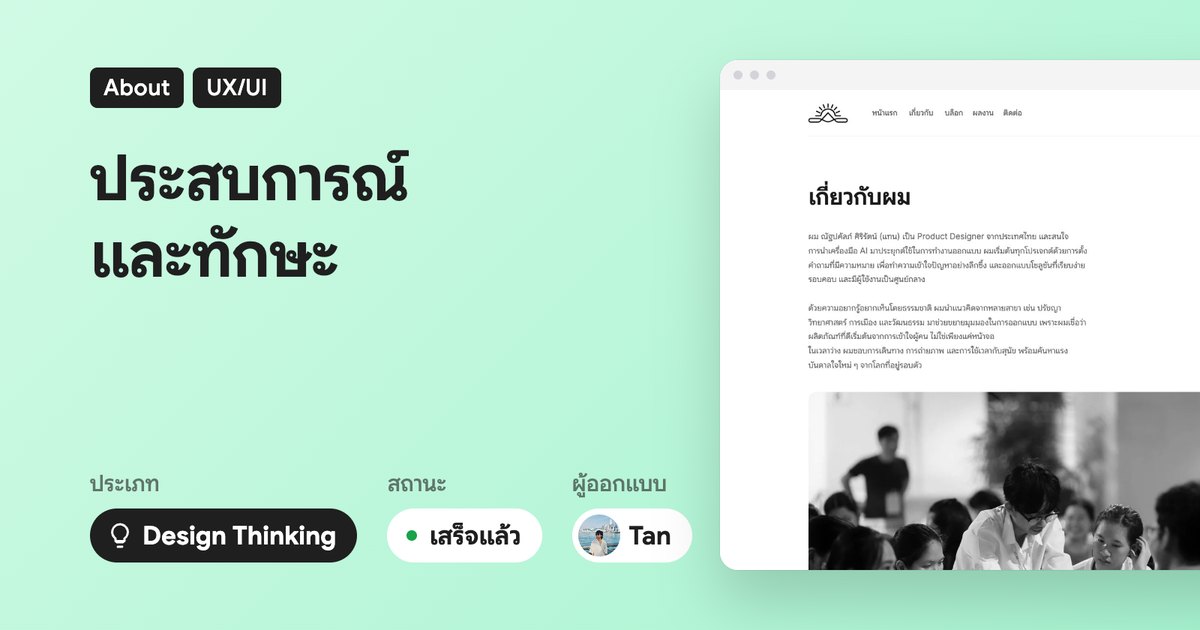 About
UX/UI
ประสบการณ์
และทักษะ
ประเภท
Design Thinking
สถานะ
เสร็จแล้ว
ผู้ออกแบบ
Tan
หน้าแรก เกี่ยวกับ บล็อก ผลงาน ติดต่อ
เกี่ยวกับผม
ผม ณัฐปคัลภ์ ศิริรัตน์ (แทน) เป็น Product Designer จากประเทศไทย และสนใจ
การนำเครื่องมือ AI มาประยุกต์ใช้ในการทำงานออกแบบ ผมเริ่มต้นทุกโปรเจกต์ด้วยการตั้ง
คำถามที่มีความหมาย เพื่อทำความเข้าใจปัญหาอย่างลึกซึ้ง และออกแบบโซลูชันที่เรียบง่าย
รอบคอบ และมีผู้ใช้งานเป็นศูนย์กลาง
ด้วยความอยากรู้อยากเห็นโดยธรรมชาติ ผมนำแนวคิดจากหลายสาขา เช่น ปรัชญา
วิทยาศาสตร์ การเมือง และวัฒนธรรม มาช่วยขยายมุมมองในการออกแบบ เพราะผมเชื่อว่า
ผลิตภัณฑ์ที่ดีเริ่มต้นจากการเข้าใจผู้คน ไม่ใช่เพียงแค่หน้าจอ
ในเวลาว่าง ผมชอบการเดินทาง การถ่ายภาพ และการใช้เวลากับสุนัข พร้อมค้นหาแรง
บันดาลใจใหม่ ๆ จากโลกที่อยู่รอบตัว